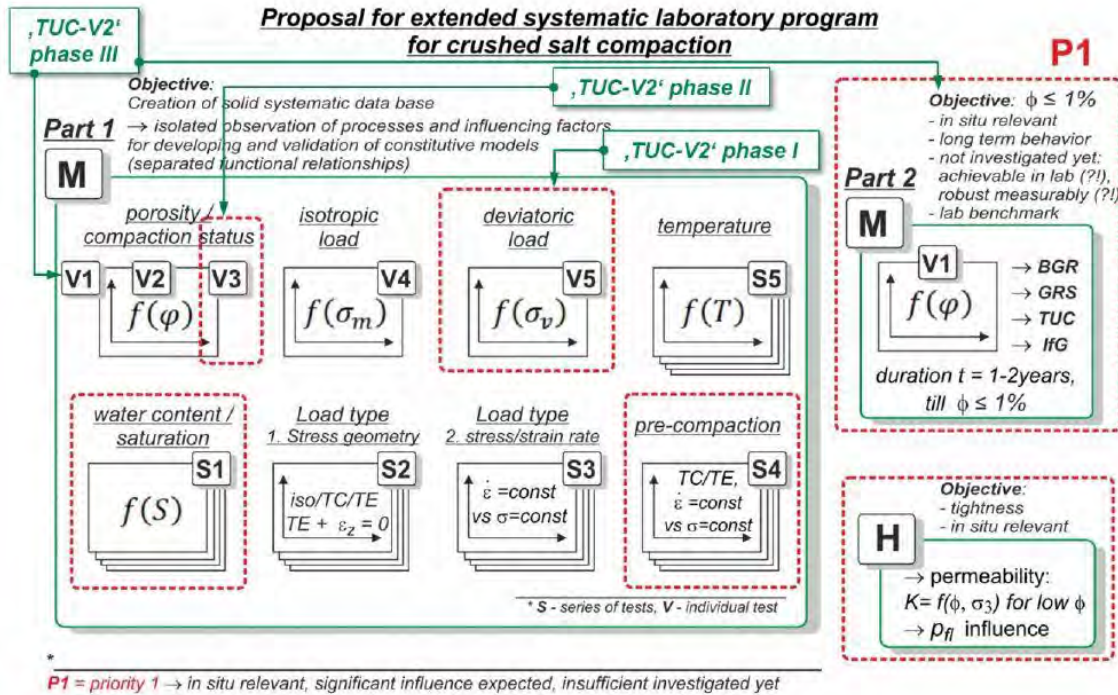 Proposal for extended systematic laboratory program
for crushed salt compaction
‚TUC-V2‘
phase III
P1
Objective:
Creation of solid systematic data base
→ isolated observation of processes and influencing factors
for developing and validation of constitutive models
(separated functional relationships)
‚TUC-V2‘ phase II
‚TUC-V2‘ phase I
Part 1
M
porosity /
compaction status
V1
V2
V3
f(φ)
isotropic
load
V4
f(σₘ)
deviatoric
load
V5
f(σᵥ)
temperature
S5
f(T)
water content /
saturation
S1
f(S)
Load type
1. Stress geometry
S2
iso/TC/TE
TE + ε_z = 0
Load type
2. stress/strain rate
S3
ε̇ =const
vs σ=const
pre-compaction
S4
TC/TE,
ε̇ =const
vs σ=const
* S - series of tests, V - individual test
Objective: ϕ ≤ 1%
- in situ relevant
- long term behavior
- not investigated yet:
achievable in lab (?!),
robust measurably (?!)
- lab benchmark
Part 2
M
V1
f(φ)
→ BGR
→ GRS
→ TUC
→ IfG
duration t = 1-2years,
till ϕ ≤ 1%
Objective:
- tightness
- in situ relevant
H
→ permeability:
K= f(ϕ, σ₃) for low ϕ
→ p_fl influence
*
P1 = priority 1 → in situ relevant, significant influence expected, insufficient investigated yet